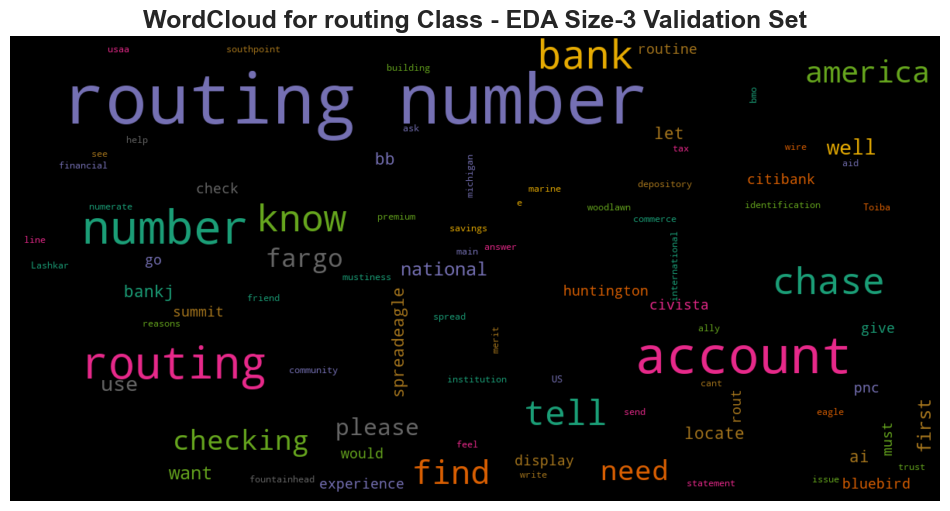 WordCloud for routing Class - EDA Size-3 Validation Set
usaa
southpoint
bank
routine
building
america
routing number
bmo
ask
let
help
tax
wire
well
see
bb
financial
michigan
aid
check
marine
depository
citibank
numerate
number
know
premium
e
woodlawn
identification
Toiba
commerce
savings
line
main
answer
fargo
international
Lashkar
go
national
mustiness
chase
bankj
friend
huntington
civista
summit
spreadeagle
spread
reasons
merit
ally
give
routing
account
use
community
institution
US
cant
pnc
rout
tell
send
eagle
first
please
checking
locate
must
feel
would
display
ai
want
find
need
trust
fountainhead
experience
write
statement
issue
bluebird